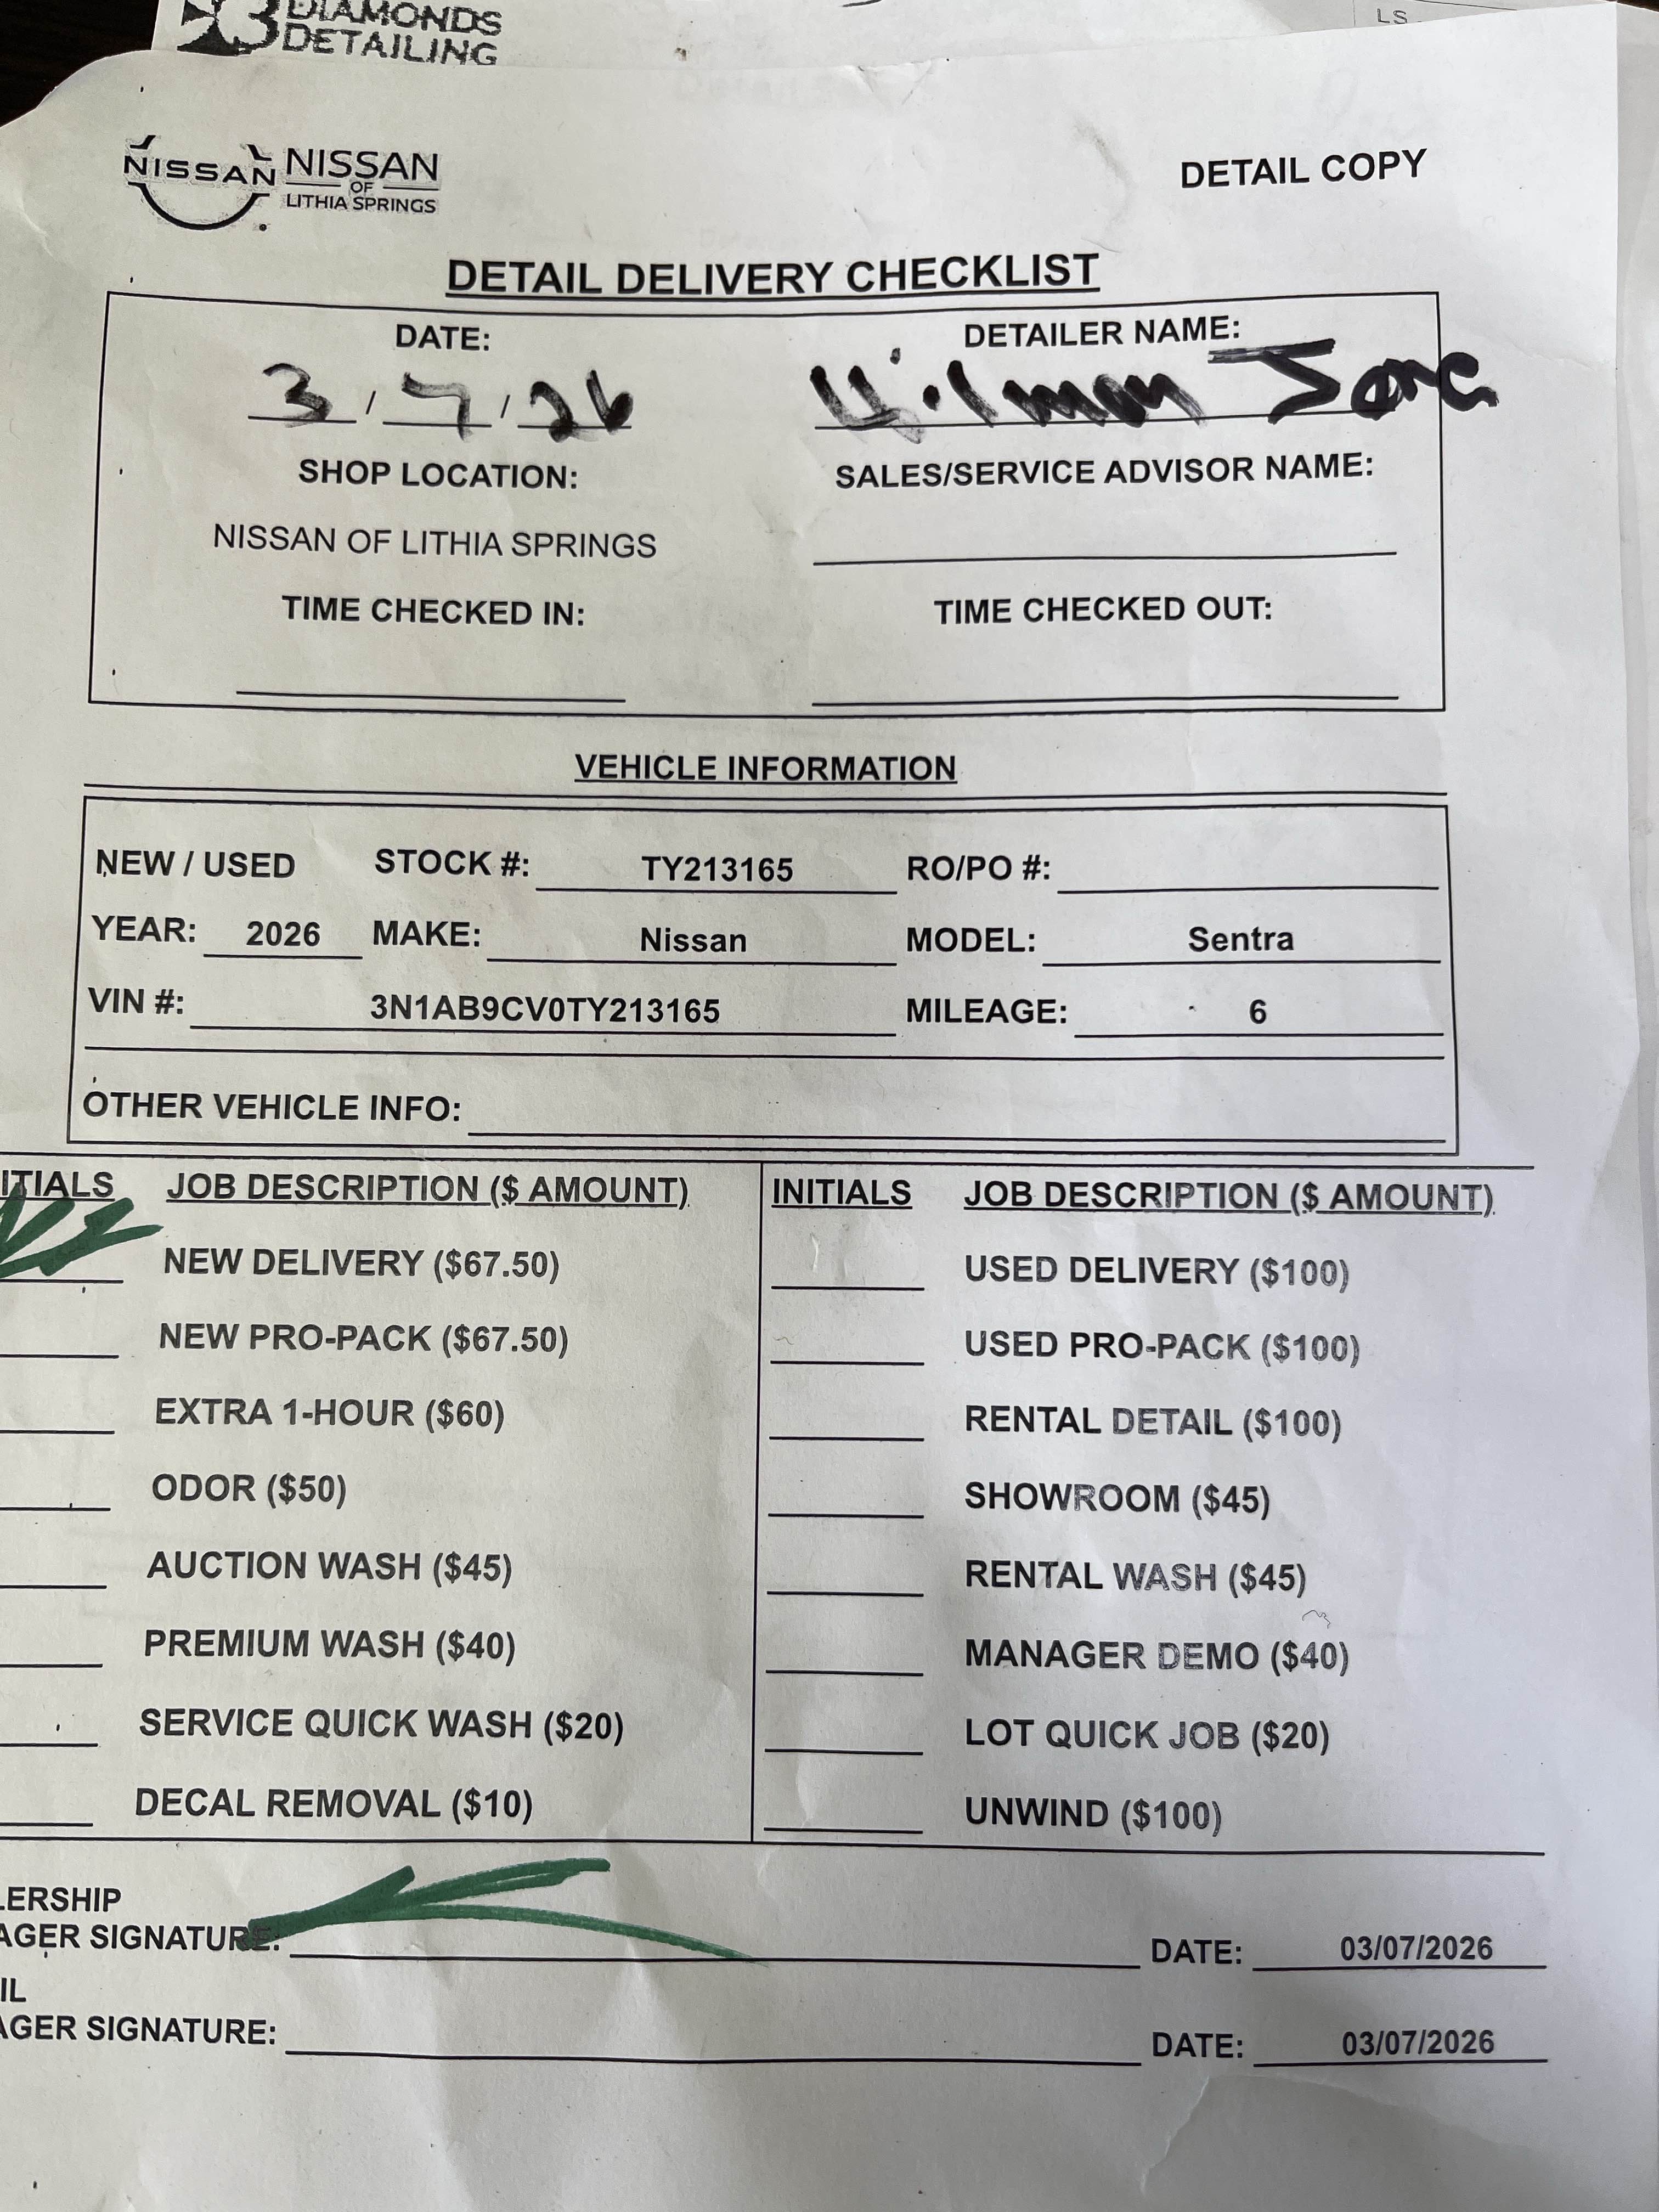 3 DIAMONDS
DETAILING
LS
NISSAN NISSAN
OF
LITHIA SPRINGS
DETAIL COPY
DETAIL DELIVERY CHECKLIST
DATE: DETAILER NAME:
3 / 7 / 26
SHOP LOCATION: SALES/SERVICE ADVISOR NAME:
NISSAN OF LITHIA SPRINGS
TIME CHECKED IN: TIME CHECKED OUT:
VEHICLE INFORMATION
NEW / USED STOCK #: TY213165 RO/PO #:
YEAR: 2026 MAKE: Nissan MODEL: Sentra
VIN #: 3N1AB9CV0TY213165 MILEAGE: 6
OTHER VEHICLE INFO:
ITIALS JOB DESCRIPTION ($ AMOUNT) INITIALS JOB DESCRIPTION ($ AMOUNT)
NEW DELIVERY ($67.50) USED DELIVERY ($100)
NEW PRO-PACK ($67.50) USED PRO-PACK ($100)
EXTRA 1-HOUR ($60) RENTAL DETAIL ($100)
ODOR ($50) SHOWROOM ($45)
AUCTION WASH ($45) RENTAL WASH ($45)
PREMIUM WASH ($40) MANAGER DEMO ($40)
SERVICE QUICK WASH ($20) LOT QUICK JOB ($20)
DECAL REMOVAL ($10) UNWIND ($100)
LERSHIP
AGER SIGNATURE: DATE: 03/07/2026
IL
AGER SIGNATURE: DATE: 03/07/2026